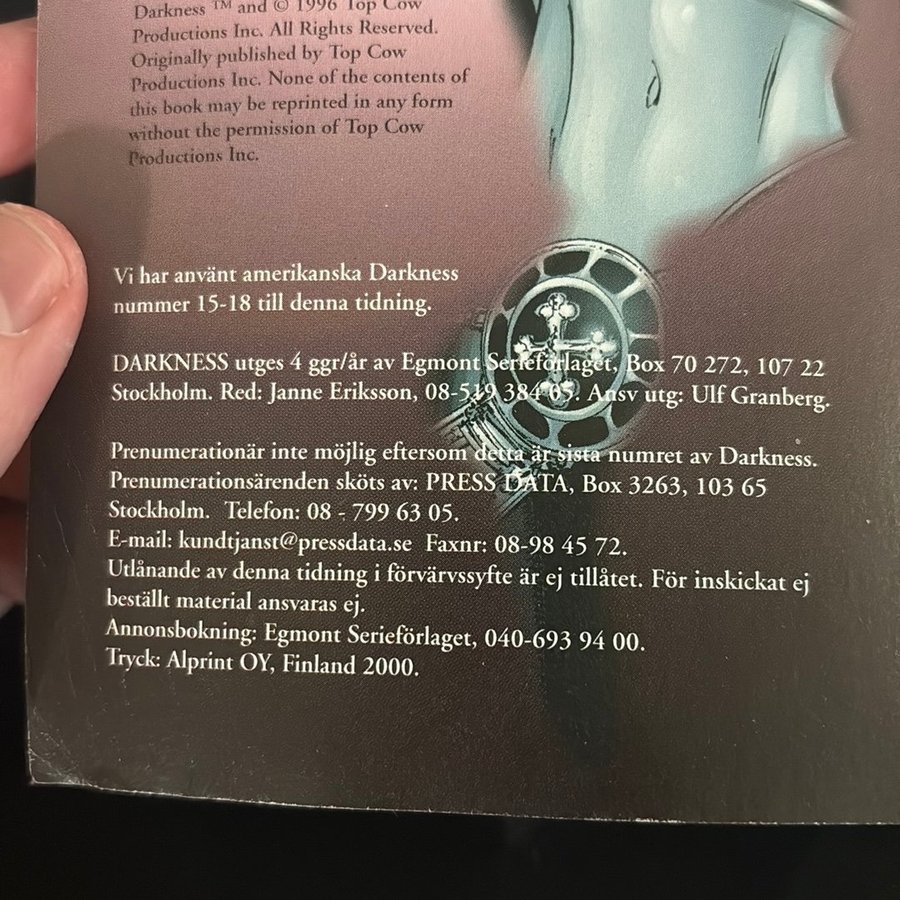 Darkness ™ and © 1996 Top Cow
Productions Inc. All Rights Reserved.
Originally published by Top Cow
Productions Inc. None of the contents of
this book may be reprinted in any form
without the permission of Top Cow
Productions Inc.
Vi har använt amerikanska Darkness
nummer 15-18 till denna tidning.
DARKNESS utges 4 ggr/år av Egmont Serieförlaget, Box 70 272, 107 22
Stockholm. Red: Janne Eriksson, 08-519 384 05. Ansv utg: Ulf Granberg.
Prenumerationär inte möjlig eftersom detta är sista numret av Darkness.
Prenumerationsärenden sköts av: PRESS DATA, Box 3263, 103 65
Stockholm. Telefon: 08 - 799 63 05.
E-mail: kundtjanst@pressdata.se Faxnr: 08-98 45 72.
Utlånande av denna tidning i förvärvssyfte är ej tillåtet. För inskickat ej
beställt material ansvaras ej.
Annonsbokning: Egmont Serieförlaget, 040-693 94 00.
Tryck: Alprint OY, Finland 2000.